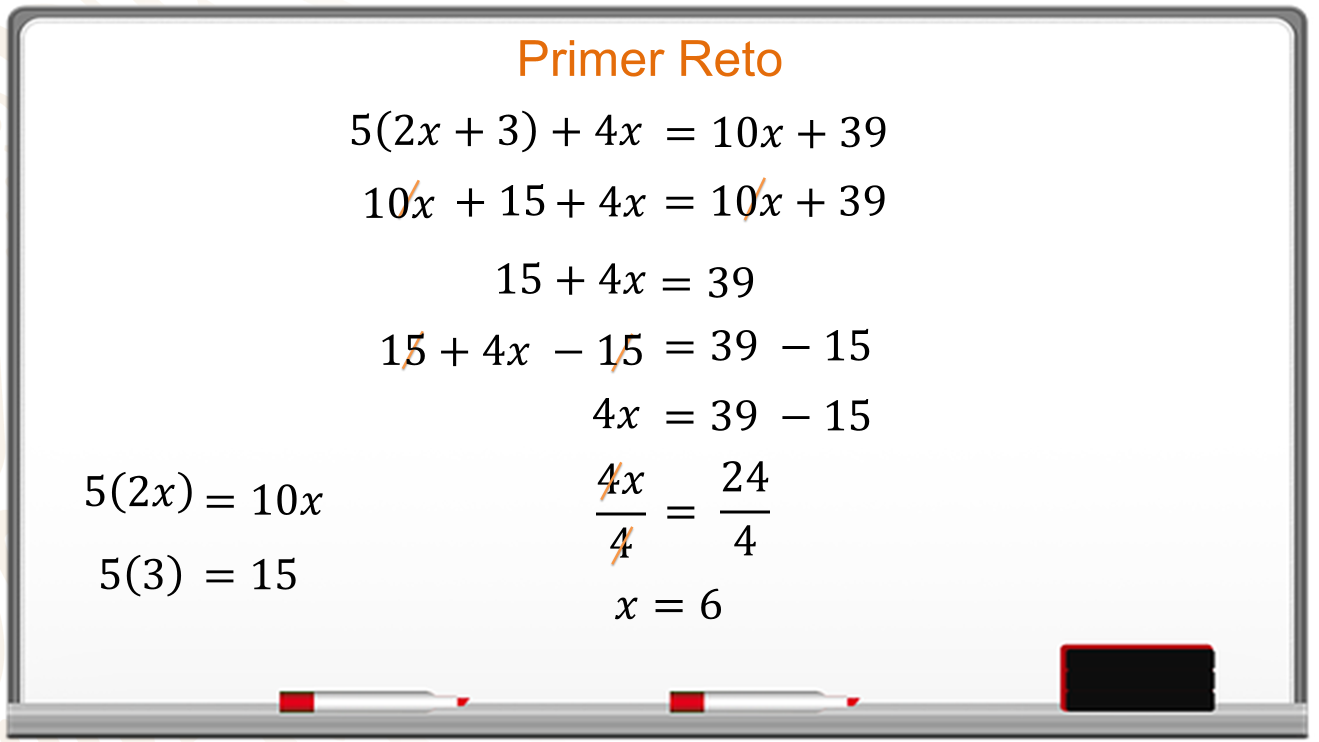 Primer Reto
5(2x + 3) + 4x = 10x + 39
10x + 15 + 4x = 10x + 39
15 + 4x = 39
15 + 4x − 15 = 39 − 15
4x = 39 − 15
4x/4 = 24/4
x = 6
5(2x) = 10x
5(3) = 15